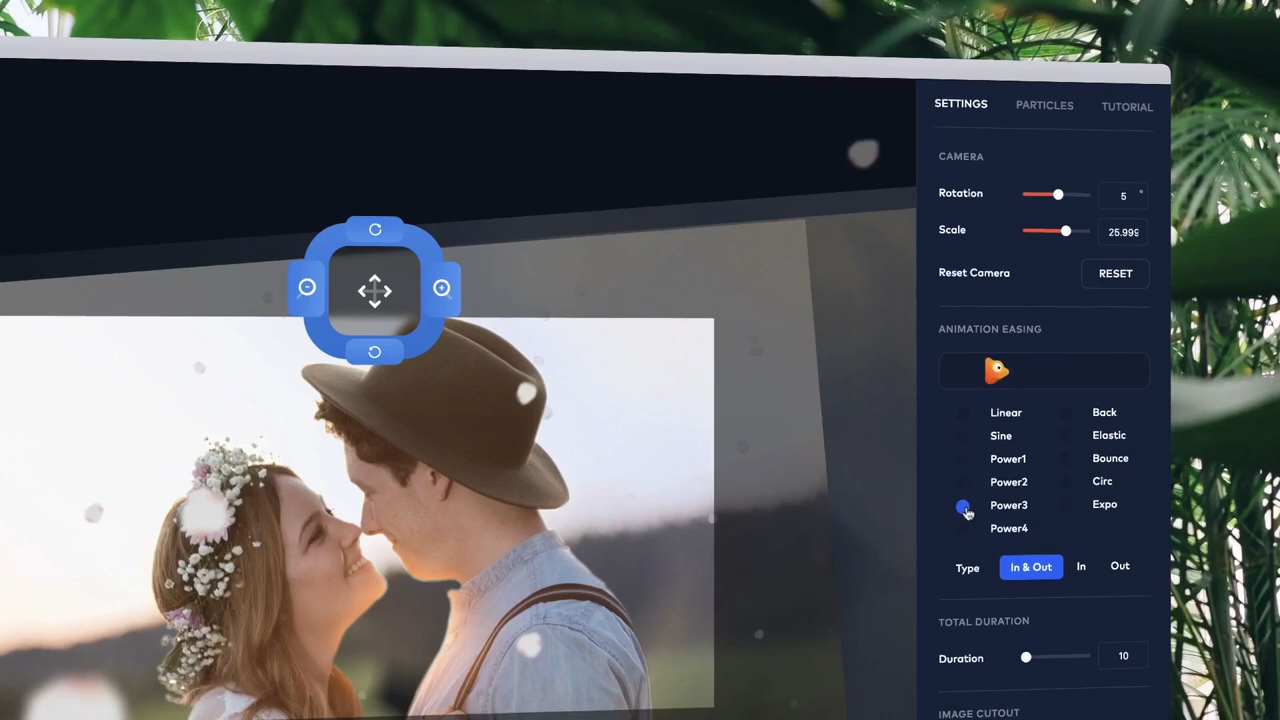 SETTINGS PARTICLES TUTORIAL
CAMERA
Rotation 5 °
Scale 25.999
Reset Camera RESET
ANIMATION EASING
Linear Back
Sine Elastic
Power1 Bounce
Power2 Circ
Power3 Expo
Power4
Type In & Out In Out
TOTAL DURATION
Duration 10
IMAGE CUTOUT